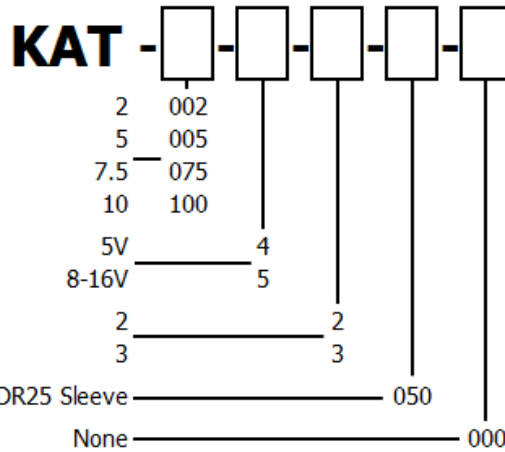 KAT - - - - -
2 002
5 005
7.5 075
10 100
5V 4
8-16V 5
2 2
3 3
DR25 Sleeve 050
None 000